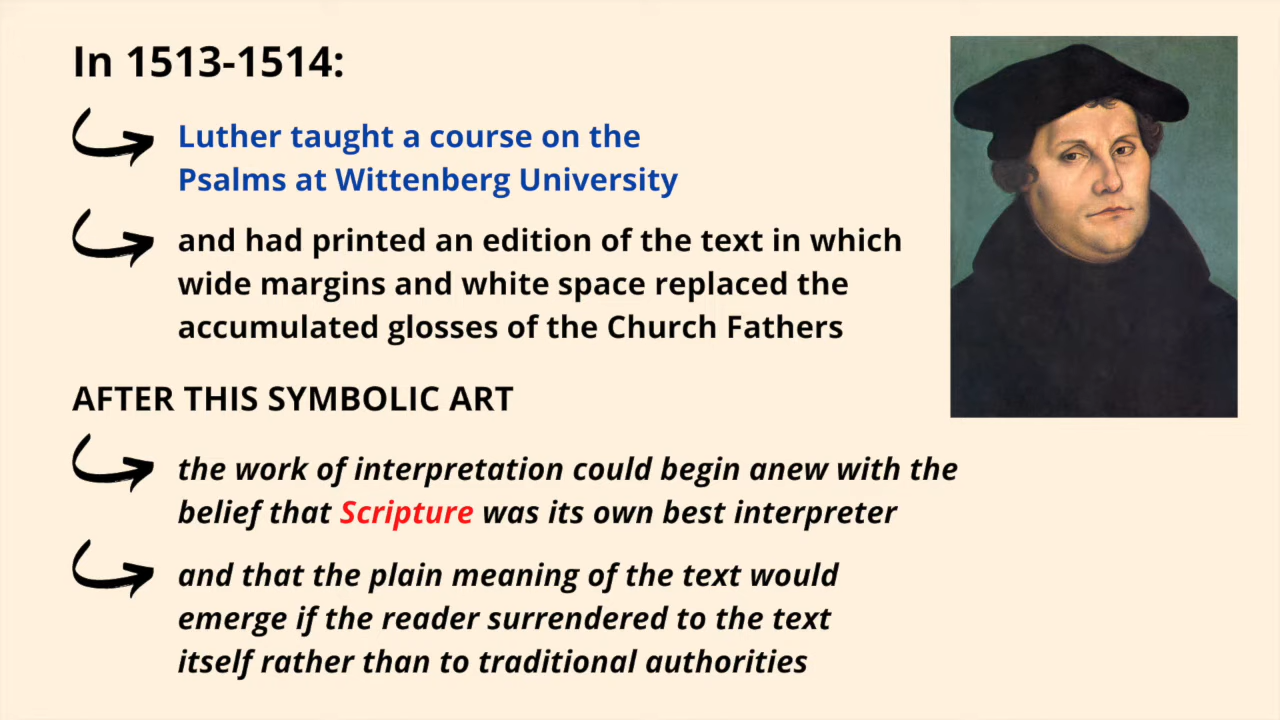 In 1513-1514:
Luther taught a course on the
Psalms at Wittenberg University
and had printed an edition of the text in which
wide margins and white space replaced the
accumulated glosses of the Church Fathers
AFTER THIS SYMBOLIC ART
the work of interpretation could begin anew with the
belief that Scripture was its own best interpreter
and that the plain meaning of the text would
emerge if the reader surrendered to the text
itself rather than to traditional authorities